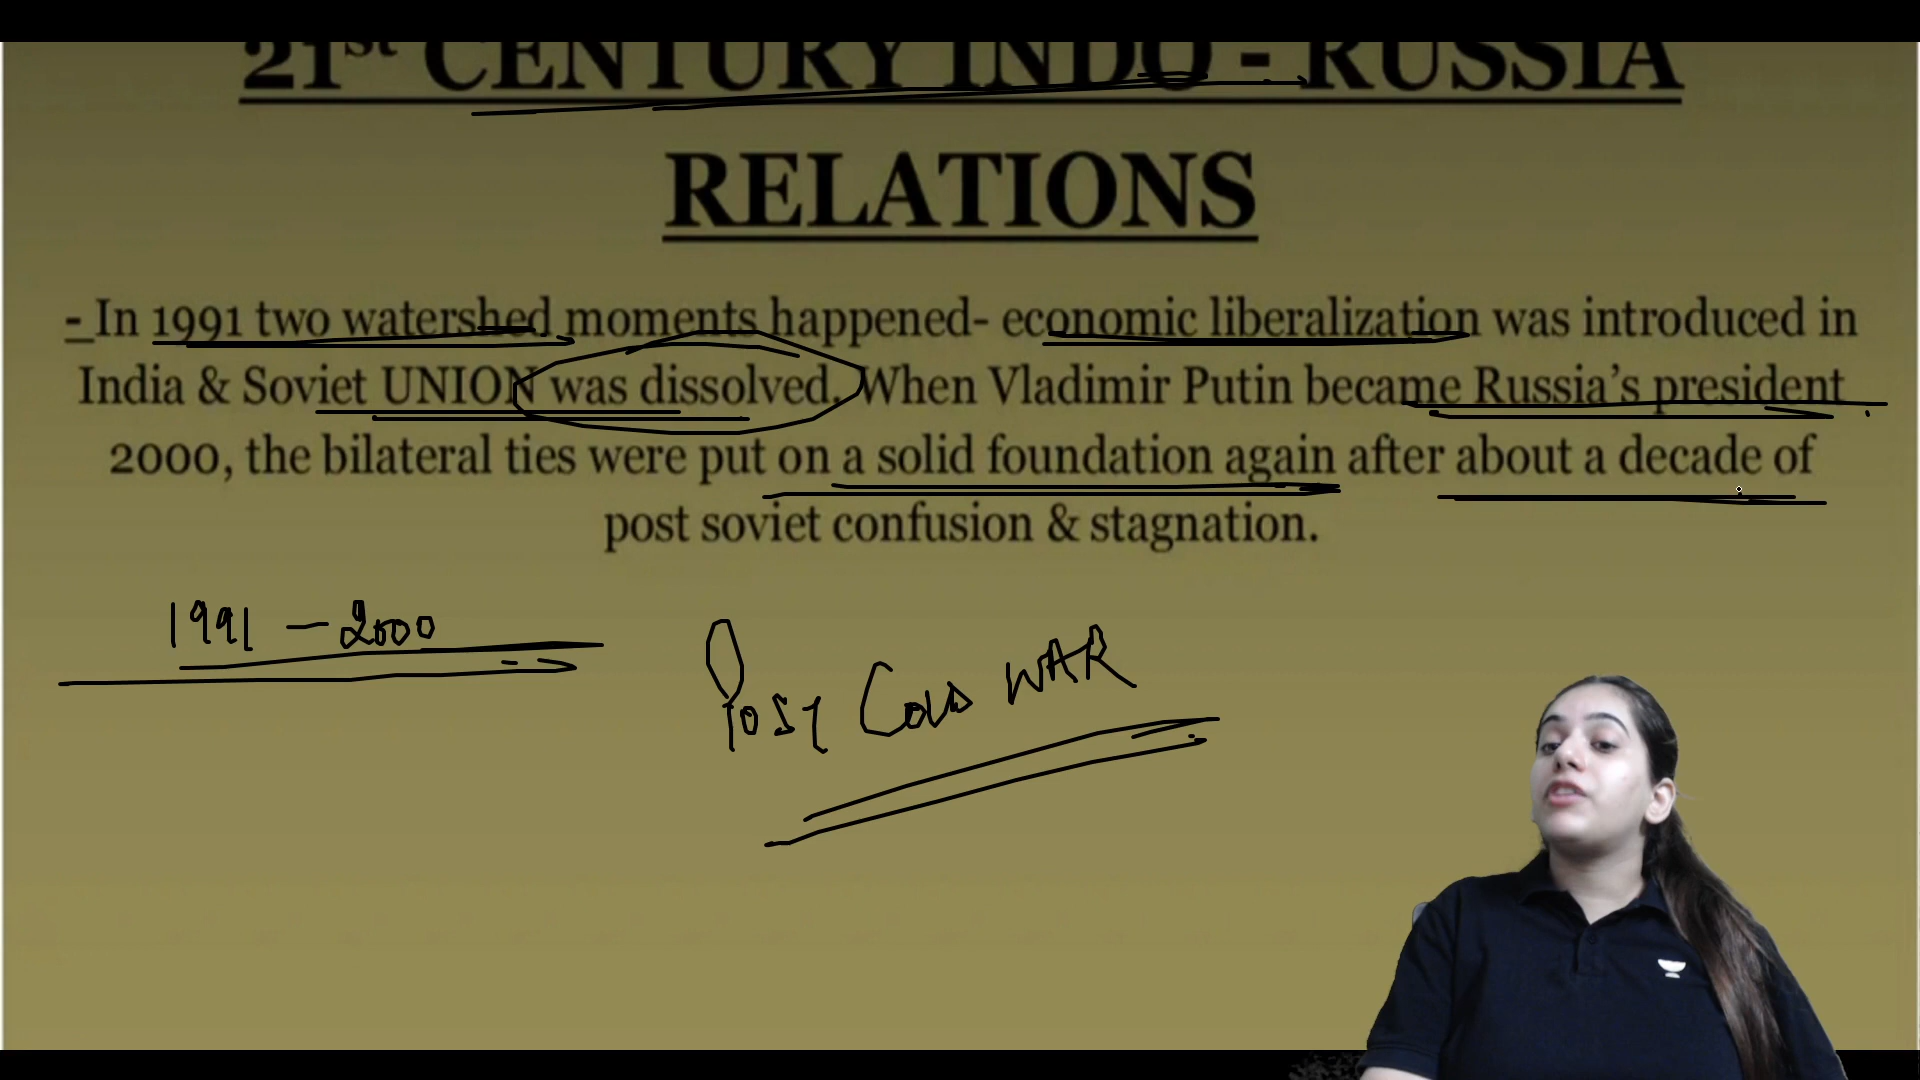 21st CENTURY INDO - RUSSIA
RELATIONS
- In 1991 two watershed moments happened- economic liberalization was introduced in
India & Soviet UNION was dissolved. When Vladimir Putin became Russia's president
2000, the bilateral ties were put on a solid foundation again after about a decade of
post soviet confusion & stagnation.
1991 - 2000
POST COLD WAR